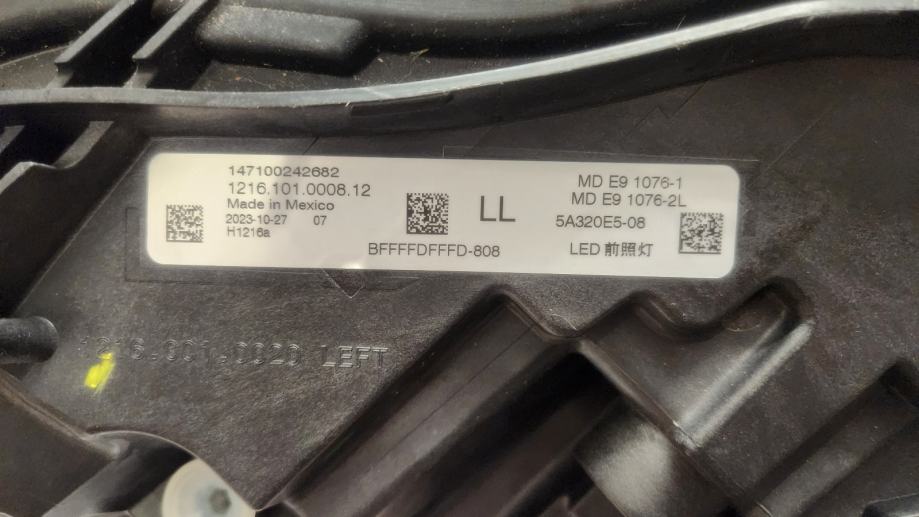 147100242682
1216.101.0008.12
Made in Mexico
2023-10-27 07
H1216a
LL
BFFFFDFFFD-808
MD E9 1076-1
MD E9 1076-2L
5A320E5-08
LED 前照灯
1216.001.0020 LEFT